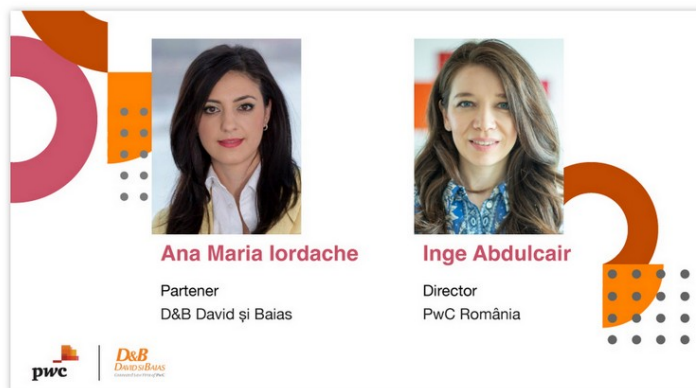 Ana Maria Iordache
Partener
D&B David și Baias
Inge Abdulcair
Director
PwC România
pwc
D&B
DAVID ȘI BAIAS